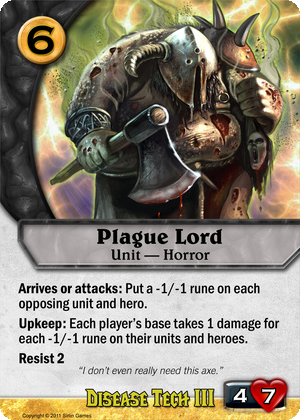 6
Plague Lord
Unit — Horror
Arrives or attacks: Put a -1/-1 rune on each
opposing unit and hero.
Upkeep: Each player's base takes 1 damage for
each -1/-1 rune on their units and heroes.
Resist 2
"I don't even really need this axe."
Disease Tech III
4 7
Copyright © 2011 Sirlin Games